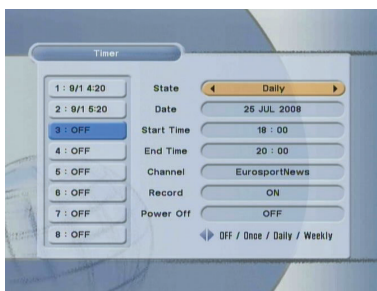 Timer
1 : 9/1 4:20
2 : 9/1 5:20
3 : OFF
4 : OFF
5 : OFF
6 : OFF
7 : OFF
8 : OFF
State Daily
Date 25 JUL 2008
Start Time 18 : 00
End Time 20 : 00
Channel EurosportNews
Record ON
Power Off OFF
OFF / Once / Daily / Weekly